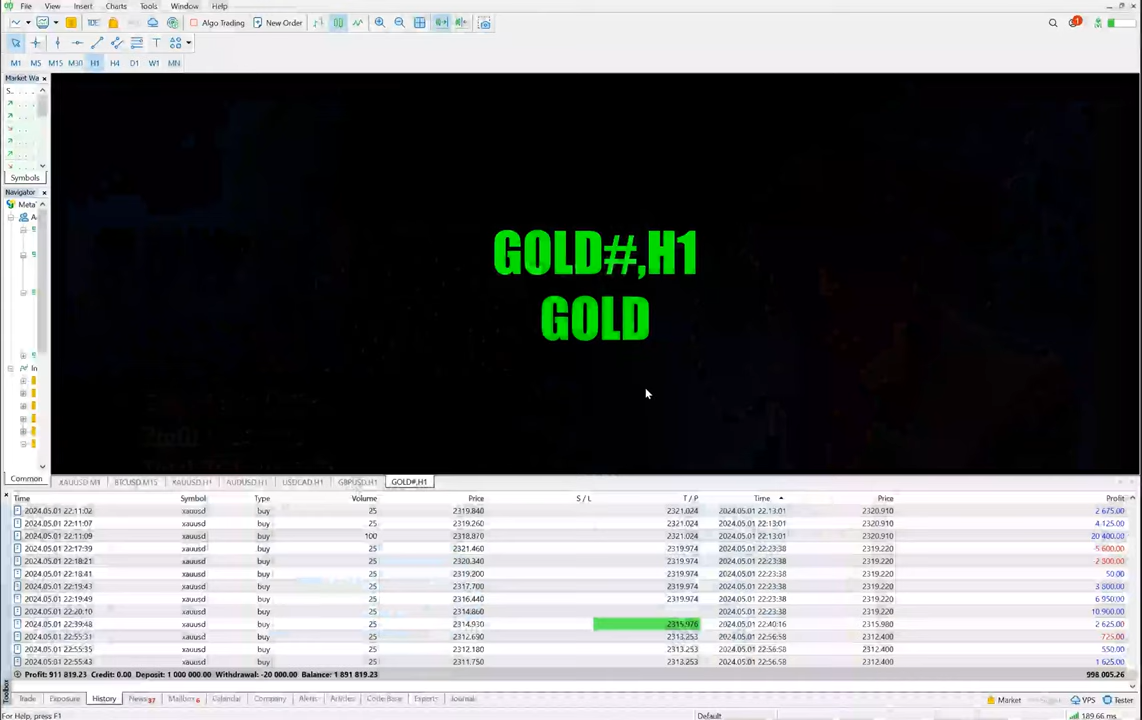 File View Insert Charts Tools Window Help
IDE Algo Trading New Order
M1 M5 M15 M30 H1 H4 D1 W1 MN
Market Wa
S...
Symbols
Navigator
Meta
A
In
Common
GOLD#,H1
GOLD
XAUUSD,M1 BTCUSD,M15 XAUUSD,H1 AUDUSD,H1 USDCAD,H1 GBPUSD,H1 GOLD#,H1
Time Symbol Type Volume Price S / L T / P Time Price Profit
2024.05.01 22:11:02 xauusd buy 25 2319.840 2321.024 2024.05.01 22:13:01 2320.910 2 675.00
2024.05.01 22:11:07 xauusd buy 25 2319.260 2321.024 2024.05.01 22:13:01 2320.910 4 125.00
2024.05.01 22:11:09 xauusd buy 100 2318.870 2321.024 2024.05.01 22:13:01 2320.910 20 400.00
2024.05.01 22:17:39 xauusd buy 25 2321.460 2319.974 2024.05.01 22:23:38 2319.220 -5 600.00
2024.05.01 22:18:21 xauusd buy 25 2320.340 2319.974 2024.05.01 22:23:38 2319.220 -2 800.00
2024.05.01 22:18:41 xauusd buy 25 2319.200 2319.974 2024.05.01 22:23:38 2319.220 50.00
2024.05.01 22:19:43 xauusd buy 25 2317.700 2319.974 2024.05.01 22:23:38 2319.220 3 800.00
2024.05.01 22:19:49 xauusd buy 25 2316.440 2319.974 2024.05.01 22:23:38 2319.220 6 950.00
2024.05.01 22:20:10 xauusd buy 25 2314.860 2024.05.01 22:23:38 2319.220 10 900.00
2024.05.01 22:39:48 xauusd buy 25 2314.930 2315.976 2024.05.01 22:40:16 2315.980 2 625.00
2024.05.01 22:55:31 xauusd buy 25 2312.690 2313.253 2024.05.01 22:56:58 2312.400 -725.00
2024.05.01 22:55:35 xauusd buy 25 2312.180 2313.253 2024.05.01 22:56:58 2312.400 550.00
2024.05.01 22:55:43 xauusd buy 25 2311.750 2313.253 2024.05.01 22:56:58 2312.400 1 625.00
Profit: 911 819.23 Credit: 0.00 Deposit: 1 000 000.00 Withdrawal: -20 000.00 Balance: 1 891 819.23 998 005.26
Toolbox
Trade Exposure History News Mailbox Calendar Company Alerts Articles Code Base Experts Journal Market VPS Tester
For Help, press F1 Default 189.66 ms